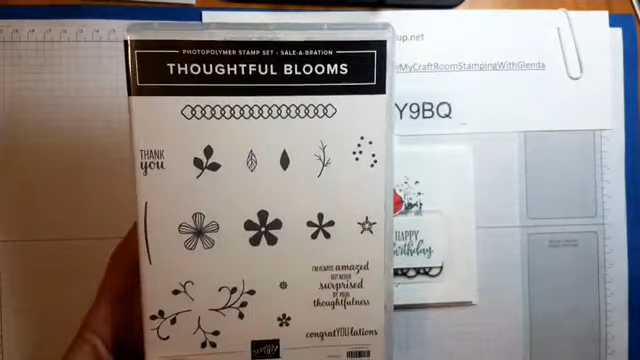 PHOTOPOLYMER STAMP SET • SALE-A-BRATION
THOUGHTFUL BLOOMS
THANK
you
I'M ALWAYS amazed
BUT NEVER
surprised
BY YOUR
thoughtfulness
congratYOUlations
up.net
MyCraftRoomStampingWithGlenda
Y9BQ
HAPPY
birthday